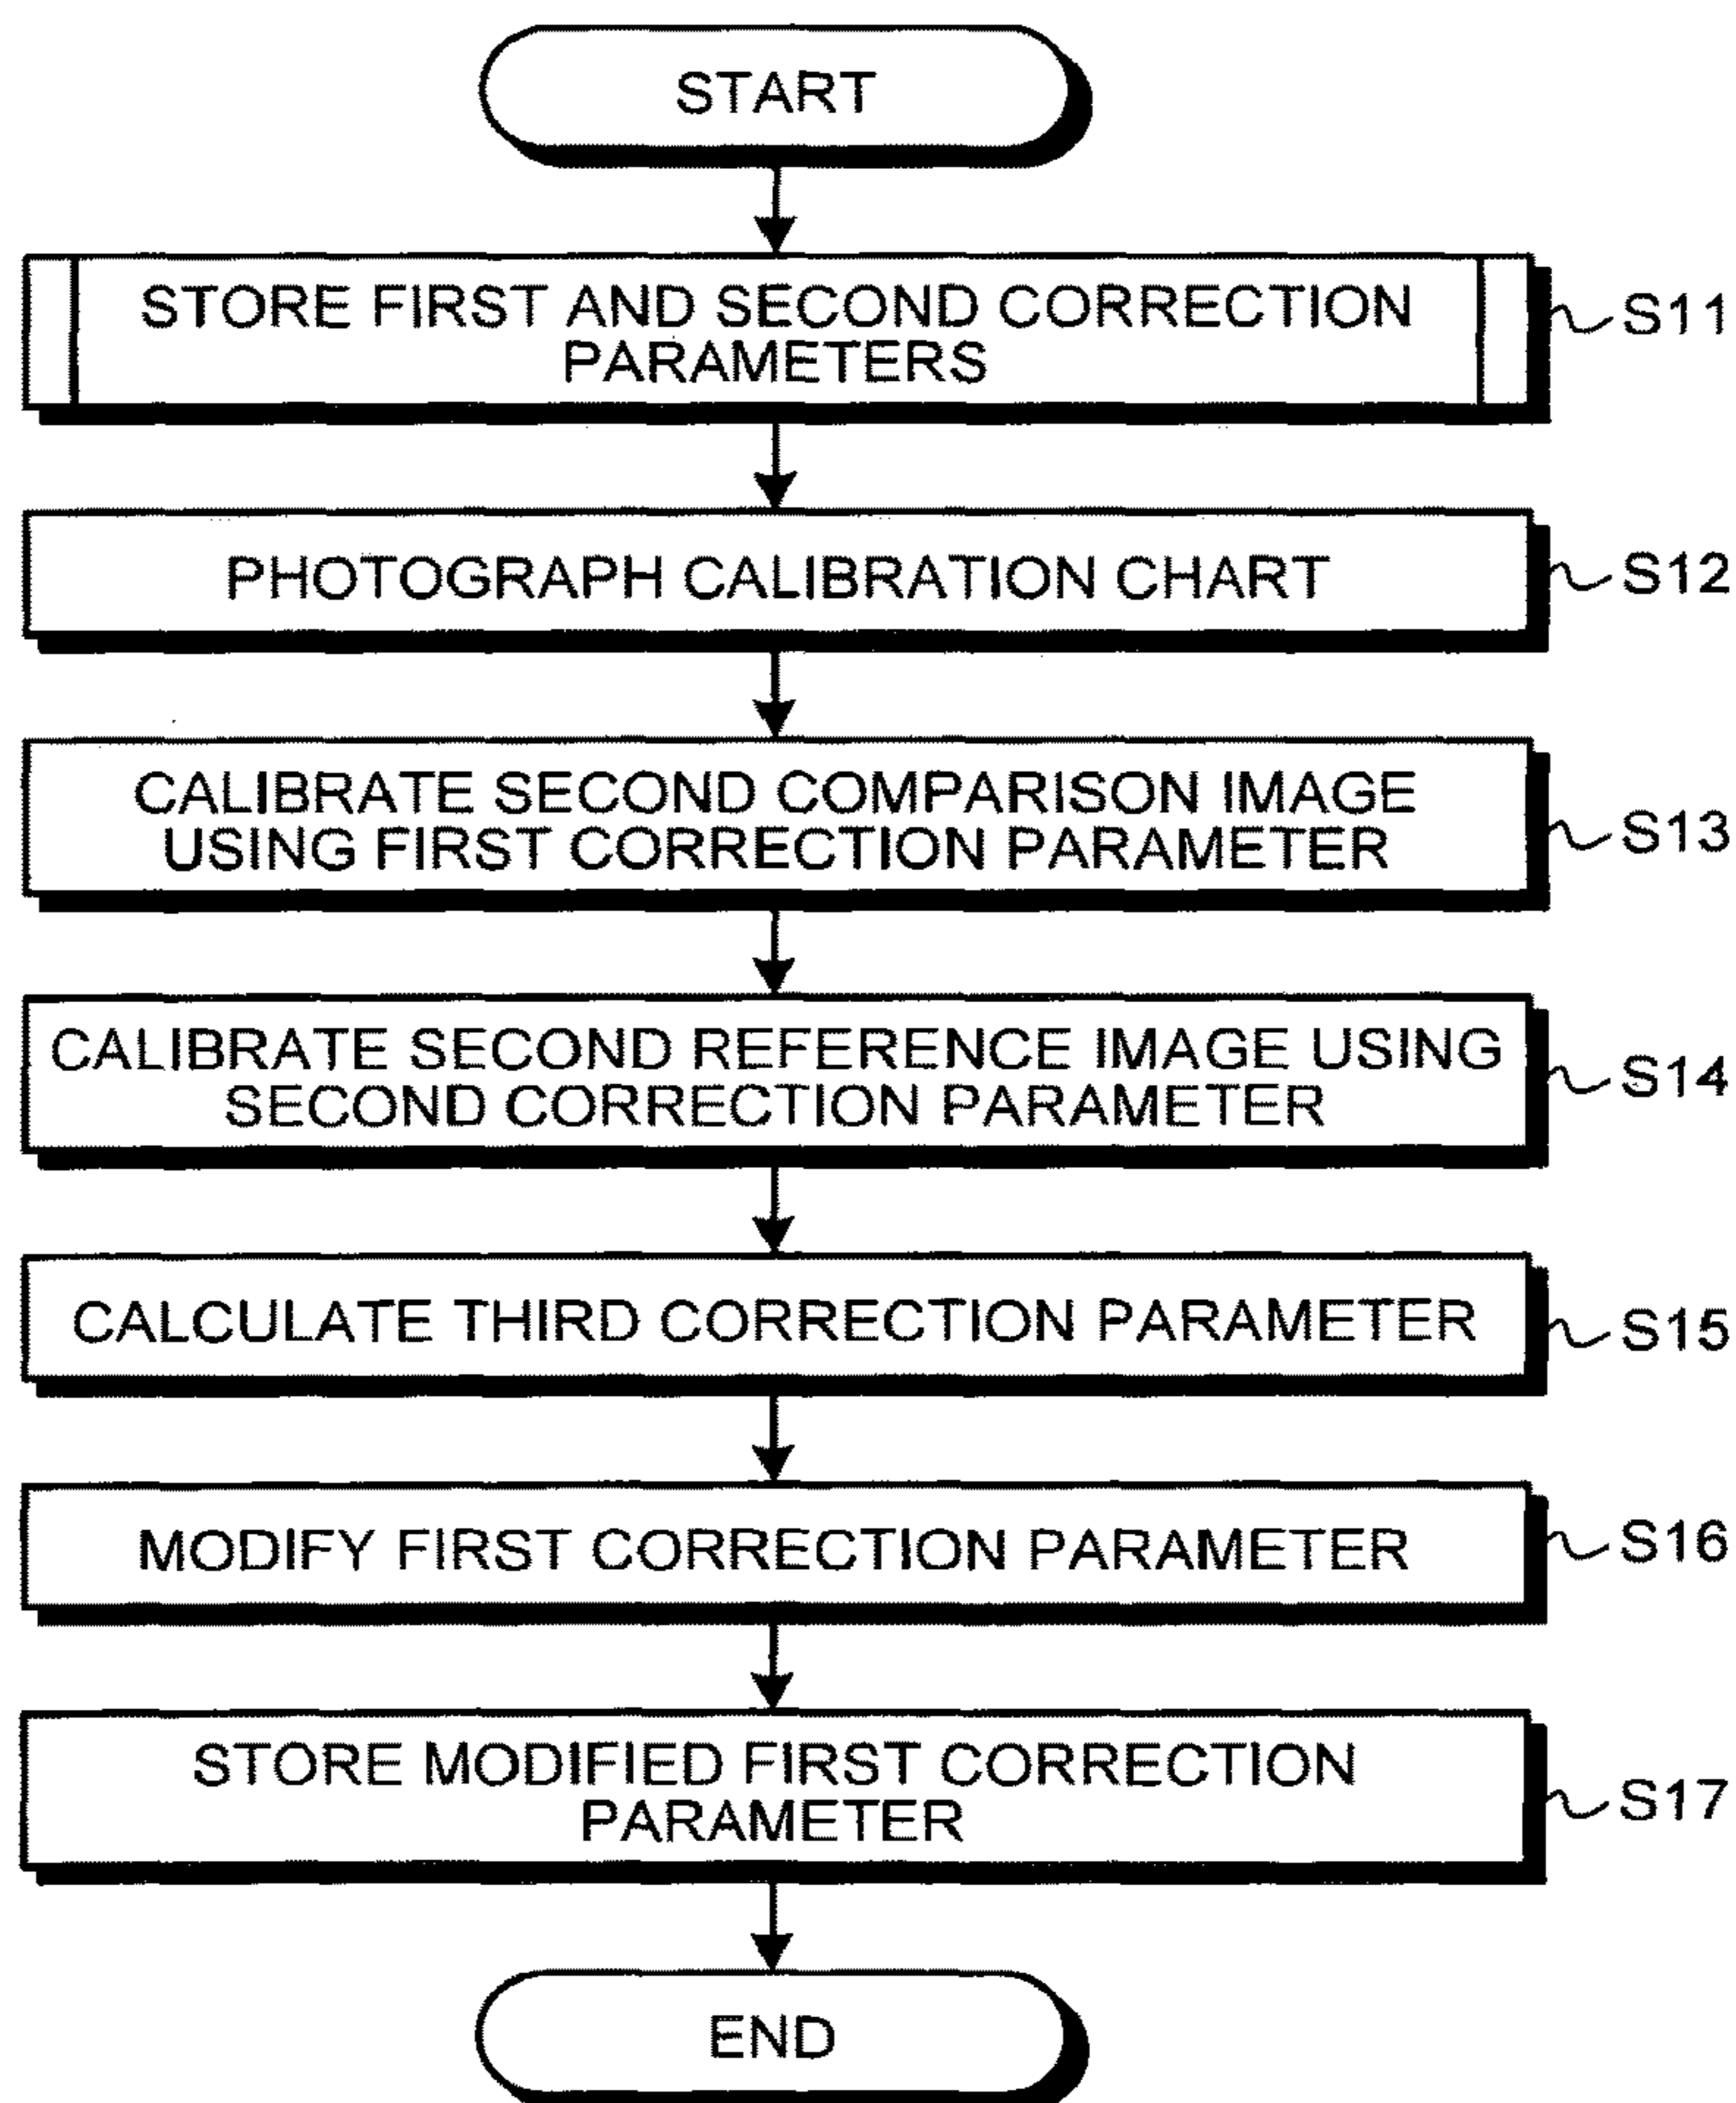 START
STORE FIRST AND SECOND CORRECTION
PARAMETERS
S11
PHOTOGRAPH CALIBRATION CHART
S12
CALIBRATE SECOND COMPARISON IMAGE
USING FIRST CORRECTION PARAMETER
S13
CALIBRATE SECOND REFERENCE IMAGE USING
SECOND CORRECTION PARAMETER
S14
CALCULATE THIRD CORRECTION PARAMETER
S15
MODIFY FIRST CORRECTION PARAMETER
S16
STORE MODIFIED FIRST CORRECTION
PARAMETER
S17
END